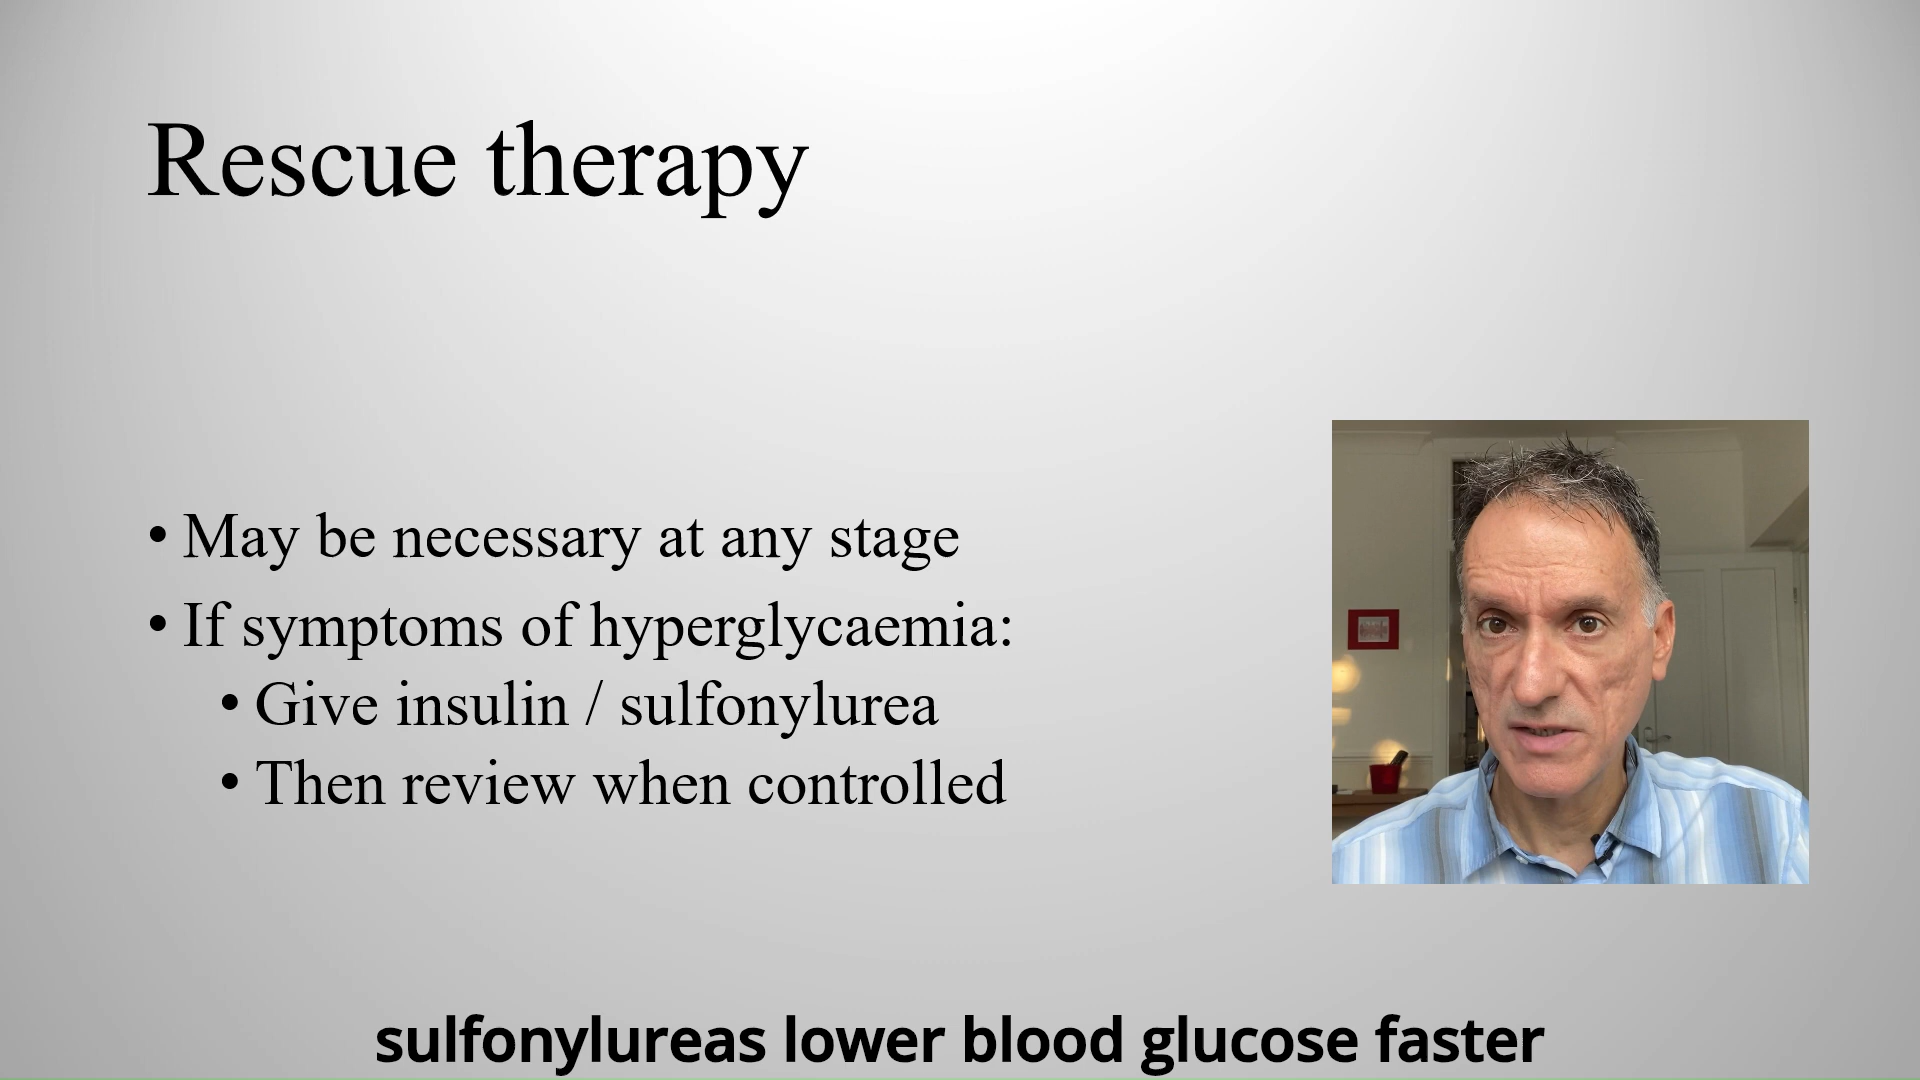 Rescue therapy
• May be necessary at any stage
• If symptoms of hyperglycaemia:
• Give insulin / sulfonylurea
• Then review when controlled
sulfonylureas lower blood glucose faster